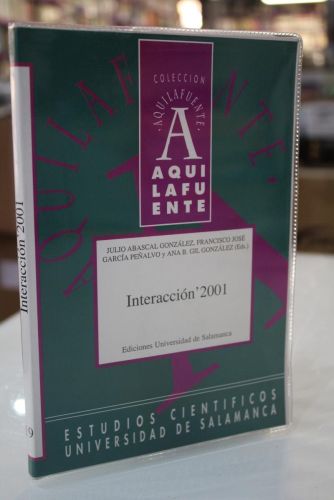 COLECCIÓN
·AQUILAFUENTE·
A
AQUI
LAFU
ENTE
AQUILAFUENTE
JULIO ABASCAL GONZÁLEZ, FRANCISCO JOSÉ
GARCÍA PEÑALVO y ANA B. GIL GONZÁLEZ (Eds.)
Interacción'2001
Ediciones Universidad de Salamanca
ESTUDIOS CIENTÍFICOS
UNIVERSIDAD DE SALAMANCA
Interacción'2001